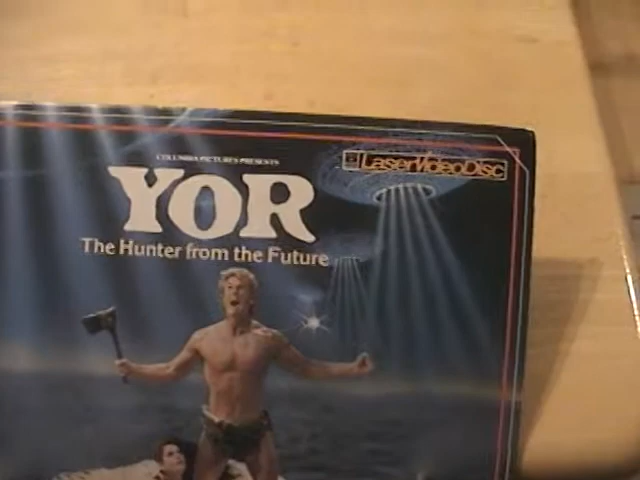 COLUMBIA PICTURES PRESENTS
LaserVideoDisc
YOR
The Hunter from the Future